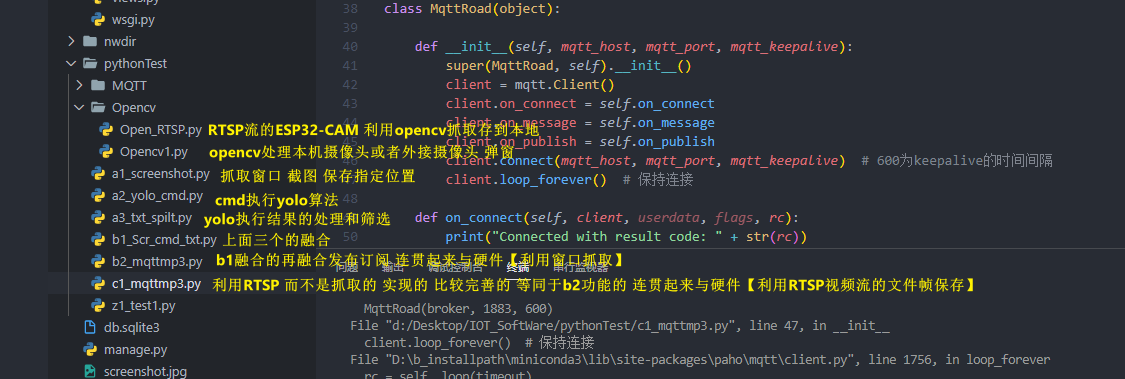 views.py
wsgi.py
nwdir
pythonTest
MQTT
Opencv
Open_RTSP.py RTSP流的ESP32-CAM 利用opencv抓取存到本地
Opencv1.py opencv处理本机摄像头或者外接摄像头 弹窗
a1_screenshot.py 抓取窗口 截图 保存指定位置
a2_yolo_cmd.py cmd执行yolo算法
a3_txt_spilt.py yolo执行结果的处理和筛选
b1_Scr_cmd_txt.py 上面三个的融合
b2_mqttmp3.py b1融合的再融合发布订阅 连贯起来与硬件【利用窗口抓取】
c1_mqttmp3.py 利用RTSP 而不是抓取的 实现的 比较完善的 等同于b2功能的 连贯起来与硬件【利用RTSP视频流的文件帧保存】
z1_test1.py
db.sqlite3
manage.py
screenshot.jpg
38 class MqttRoad(object):
39
40 def __init__(self, mqtt_host, mqtt_port, mqtt_keepalive):
41 super(MqttRoad, self).__init__()
42 client = mqtt.Client()
43 client.on_connect = self.on_connect
44 client.on_message = self.on_message
client.on_publish = self.on_publish
client.connect(mqtt_host, mqtt_port, mqtt_keepalive) # 600为keepalive的时间间隔
client.loop_forever() # 保持连接
48
49 def on_connect(self, client, userdata, flags, rc):
50 print("Connected with result code: " + str(rc))
问题 输出 调试控制台 终端 串行监视器
MqttRoad(broker, 1883, 600)
File "d:/Desktop/IOT_SoftWare/pythonTest/c1_mqttmp3.py", line 47, in __init__
client.loop_forever() # 保持连接
File "D:\b_installpath\miniconda3\lib\site-packages\paho\mqtt\client.py", line 1756, in loop_forever
rc = self._loop(timeout)